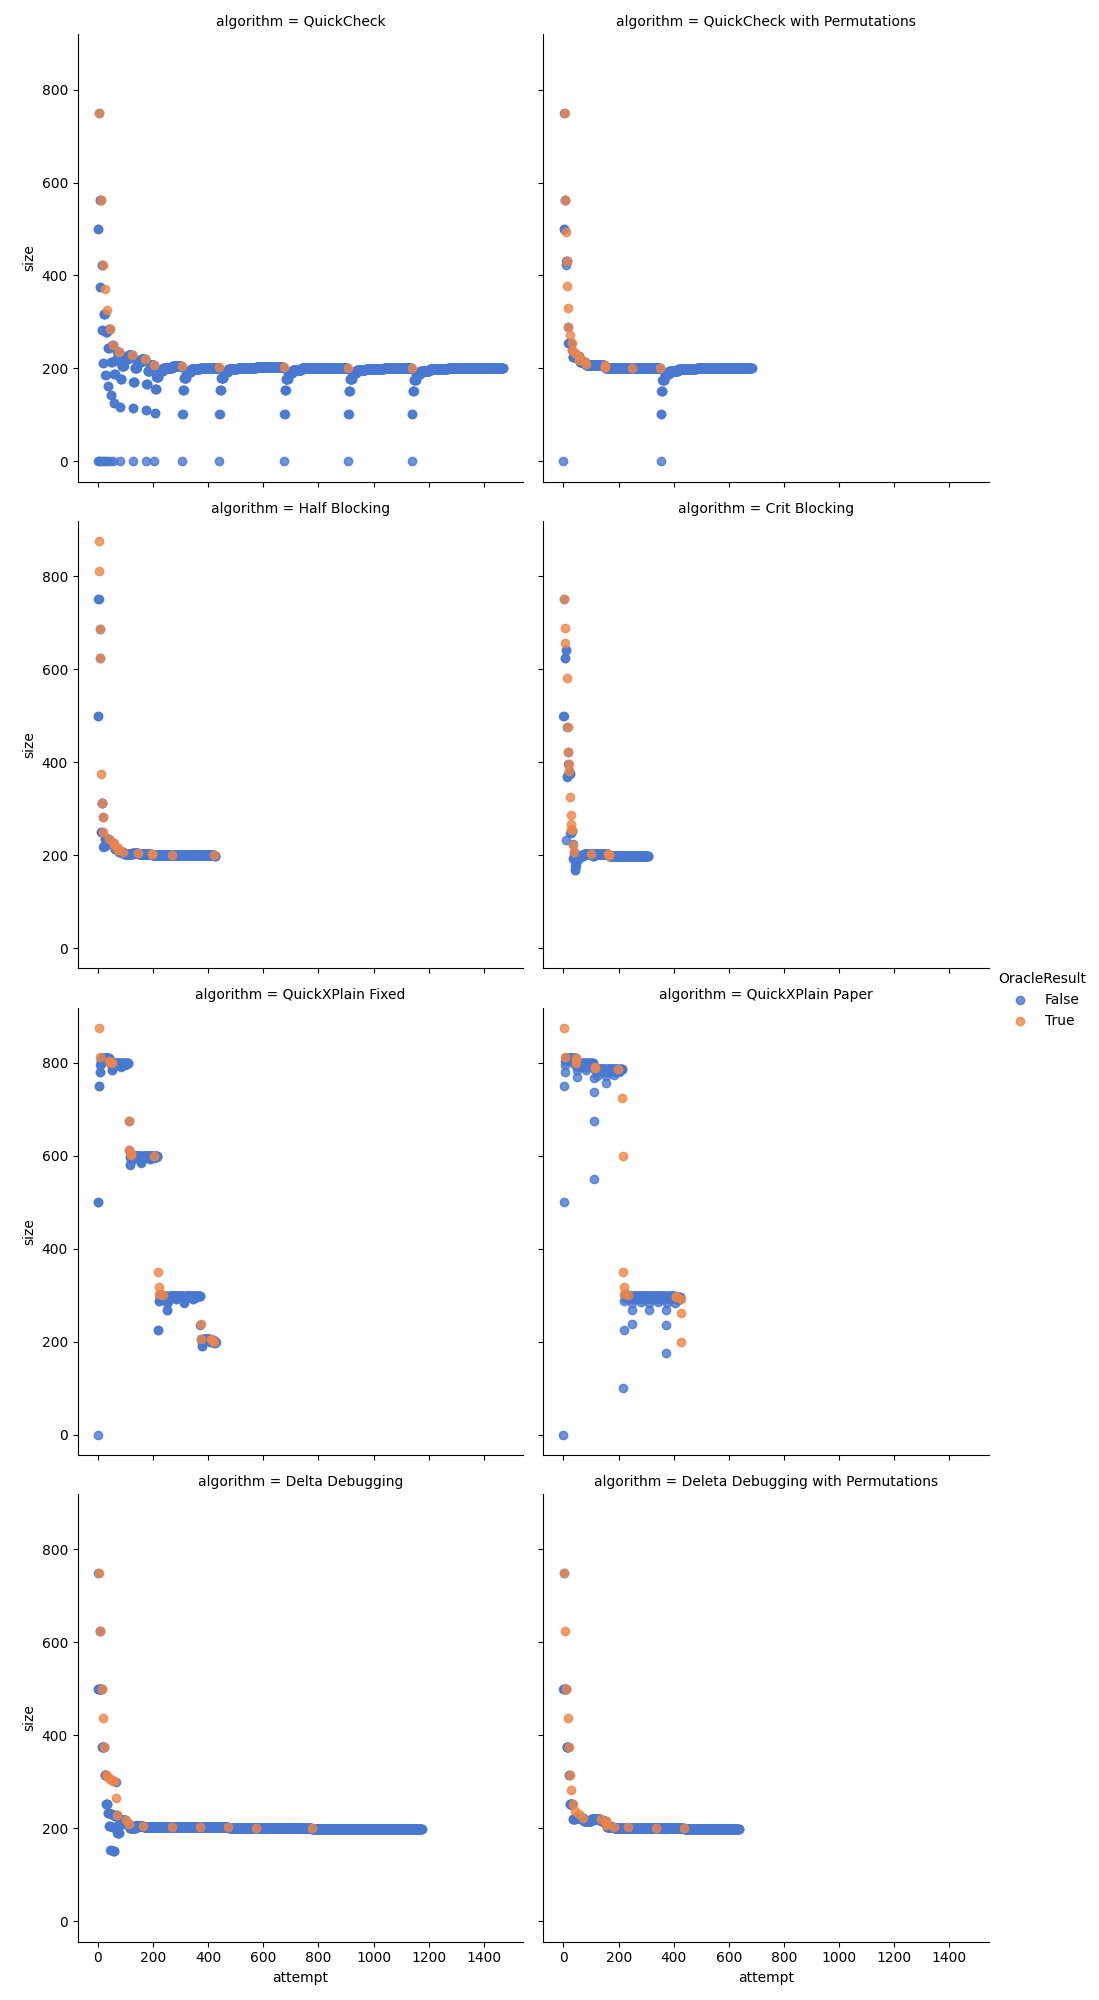 algorithm = QuickCheck
algorithm = QuickCheck with Permutations
800
600
400
200
0
size
algorithm = Half Blocking
algorithm = Crit Blocking
800
600
400
200
0
size
algorithm = QuickXPlain Fixed
algorithm = QuickXPlain Paper
OracleResult
False
True
800
600
400
200
0
size
algorithm = Delta Debugging
algorithm = Deleta Debugging with Permutations
800
600
400
200
0
size
0 200 400 600 800 1000 1200 1400
0 200 400 600 800 1000 1200 1400
attempt
attempt